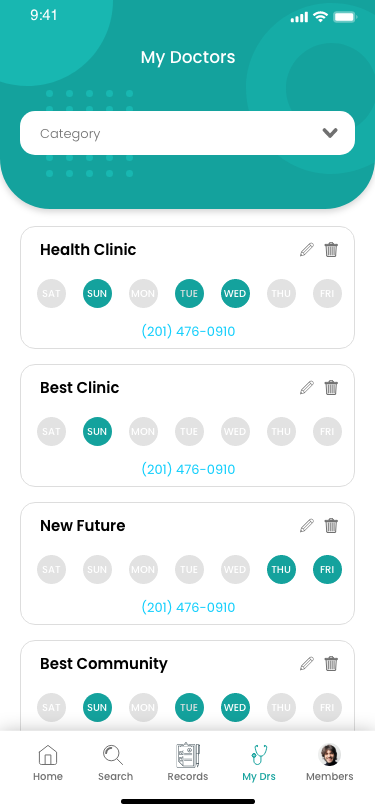 9:41
My Doctors
Category
Health Clinic
SAT SUN MON TUE WED THU FRI
(201) 476-0910
Best Clinic
SAT SUN MON TUE WED THU FRI
(201) 476-0910
New Future
SAT SUN MON TUE WED THU FRI
(201) 476-0910
Best Community
SAT SUN MON TUE WED THU FRI
Home Search Records My Drs Members